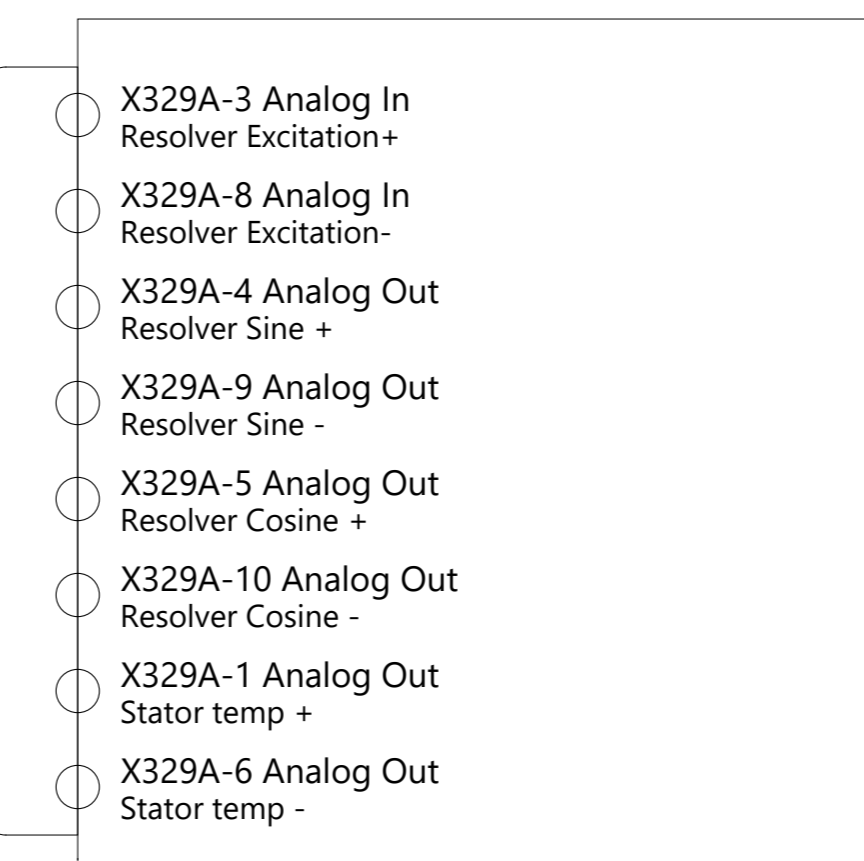 X329A-3 Analog In
Resolver Excitation+
X329A-8 Analog In
Resolver Excitation-
X329A-4 Analog Out
Resolver Sine +
X329A-9 Analog Out
Resolver Sine -
X329A-5 Analog Out
Resolver Cosine +
X329A-10 Analog Out
Resolver Cosine -
X329A-1 Analog Out
Stator temp +
X329A-6 Analog Out
Stator temp -